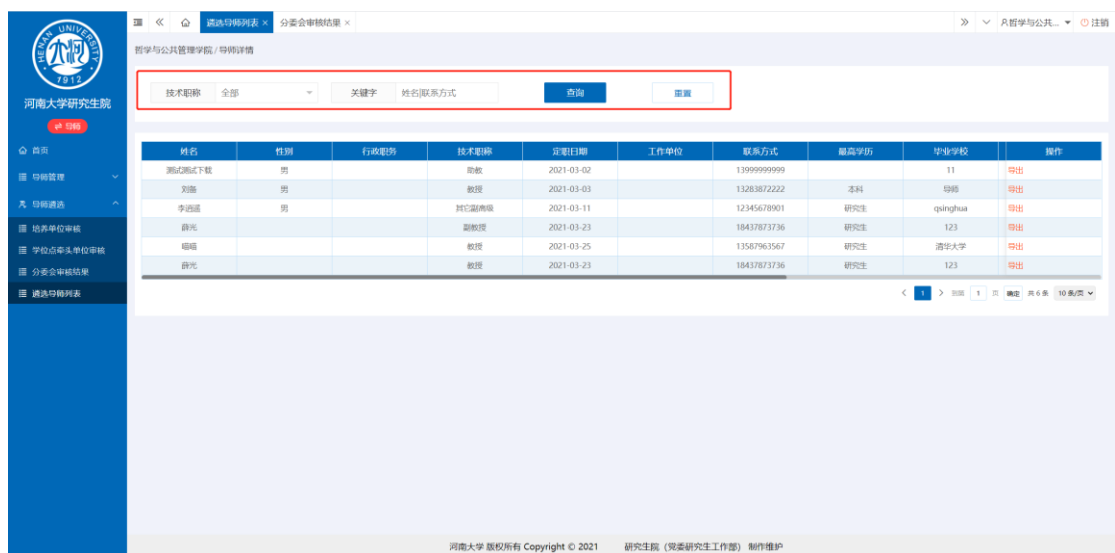 HENAN UNIVERSITY
1912
河南大学研究生院
导师
首页
导师管理
导师遴选
培养单位审核
学位点牵头单位审核
分委会审核结果
遴选导师列表
遴选导师列表 × 分委会审核结果 × 哲学与公共... 注销
哲学与公共管理学院 / 导师详情
技术职称 全部 关键字 姓名|联系方式 查询 重置
姓名 性别 行政职务 技术职称 定职日期 工作单位 联系方式 最高学历 毕业学校 操作
测试测试下载 男 助教 2021-03-02 13999999999 11 导出
刘备 男 教授 2021-03-03 13283872222 本科 导师 导出
李逍遥 男 其它副高级 2021-03-11 12345678901 研究生 qsinghua 导出
薛光 副教授 2021-03-23 18437873736 研究生 123 导出
喵喵 教授 2021-03-25 13587963567 研究生 清华大学 导出
薛光 教授 2021-03-23 18437873736 研究生 123 导出
1 到第 1 页 确定 共 6 条 10 条/页
河南大学 版权所有 Copyright © 2021 研究生院（党委研究生工作部） 制作维护